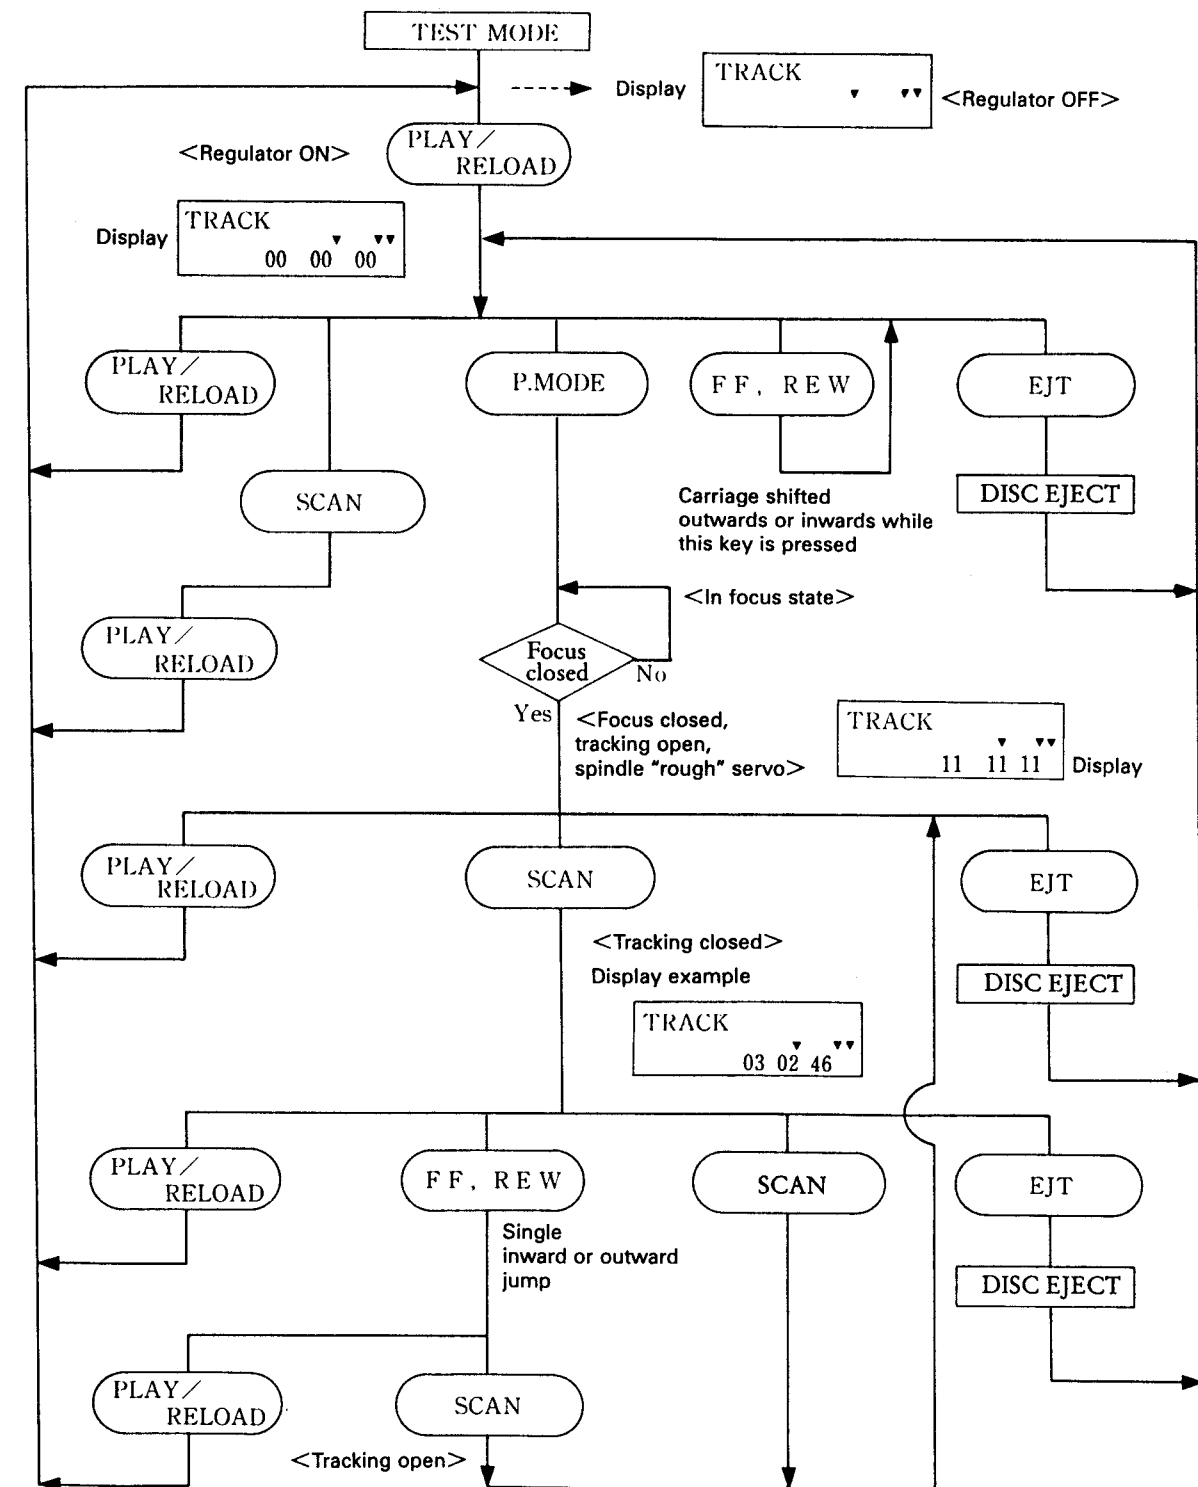 TEST MODE
Display
TRACK
<Regulator OFF>
<Regulator ON>
PLAY/
RELOAD
Display
TRACK
00 00 00
PLAY/
RELOAD
P.MODE
FF, REW
EJT
SCAN
Carriage shifted
outwards or inwards while
this key is pressed
DISC EJECT
<In focus state>
PLAY/
RELOAD
Focus
closed
No
Yes
<Focus closed,
tracking open,
spindle "rough" servo>
TRACK
11 11 11
Display
PLAY/
RELOAD
SCAN
EJT
<Tracking closed>
Display example
DISC EJECT
TRACK
03 02 46
PLAY/
RELOAD
FF, REW
SCAN
EJT
Single
inward or outward
jump
DISC EJECT
PLAY/
RELOAD
SCAN
<Tracking open>